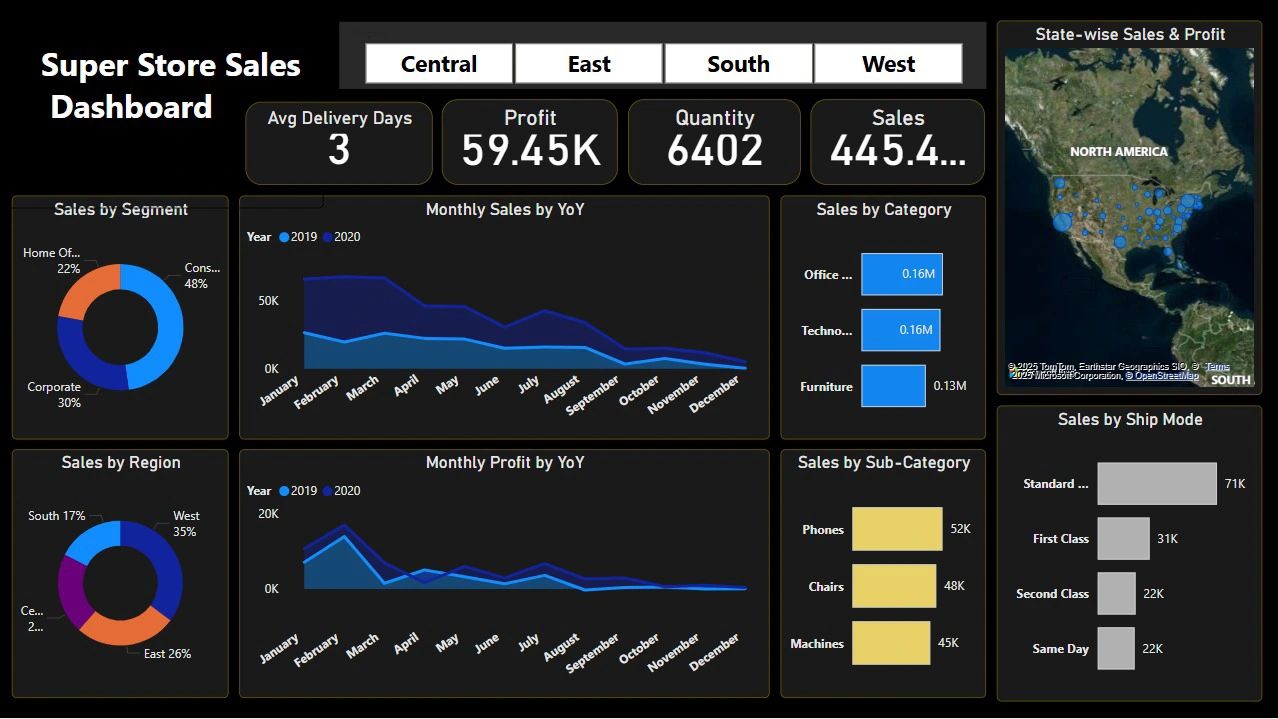 Super Store Sales
Dashboard
Central
East
South
West
Avg Delivery Days
3
Profit
59.45K
Quantity
6402
Sales
445.4...
State-wise Sales & Profit
NORTH AMERICA
© 2025 TomTom, Earthstar Geographics SIO, ©
Terms
2025 Microsoft Corporation, © OpenStreetMap
SOUTH
Sales by Segment
Home Of...
22%
Cons...
48%
Corporate
30%
Monthly Sales by YoY
Year 2019 2020
50K
0K
January
February
March
April
May
June
July
August
September
October
November
December
Sales by Category
Office ...
0.16M
Techno...
0.16M
Furniture
0.13M
Sales by Region
South 17%
West
35%
Ce...
2...
East 26%
Monthly Profit by YoY
Year 2019 2020
20K
0K
January
February
March
April
May
June
July
August
September
October
November
December
Sales by Sub-Category
Phones
52K
Chairs
48K
Machines
45K
Sales by Ship Mode
Standard ...
71K
First Class
31K
Second Class
22K
Same Day
22K